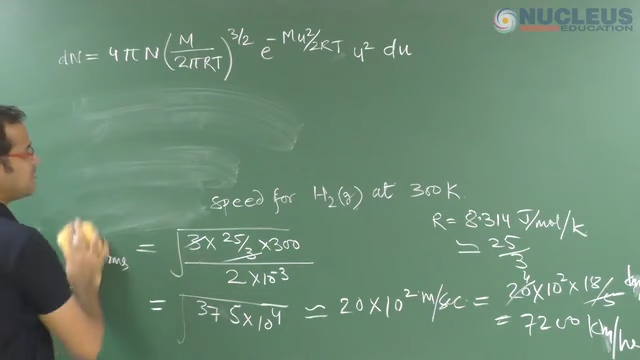 NUCLEUS
EDUCATION
dN = 4πN (M/2πRT)^3/2 e^-Mu²/2RT u² du
speed for H₂(g) at 300K.
R = 8.314 J/mol/K
≃ 25/3
rms = √(3 × 25/3 × 300 / 2 × 10⁻³)
= √(375 × 10⁴) ≃ 20 × 10² m/sec = 20 × 10² × 18/5
4
= 7200 km/hr